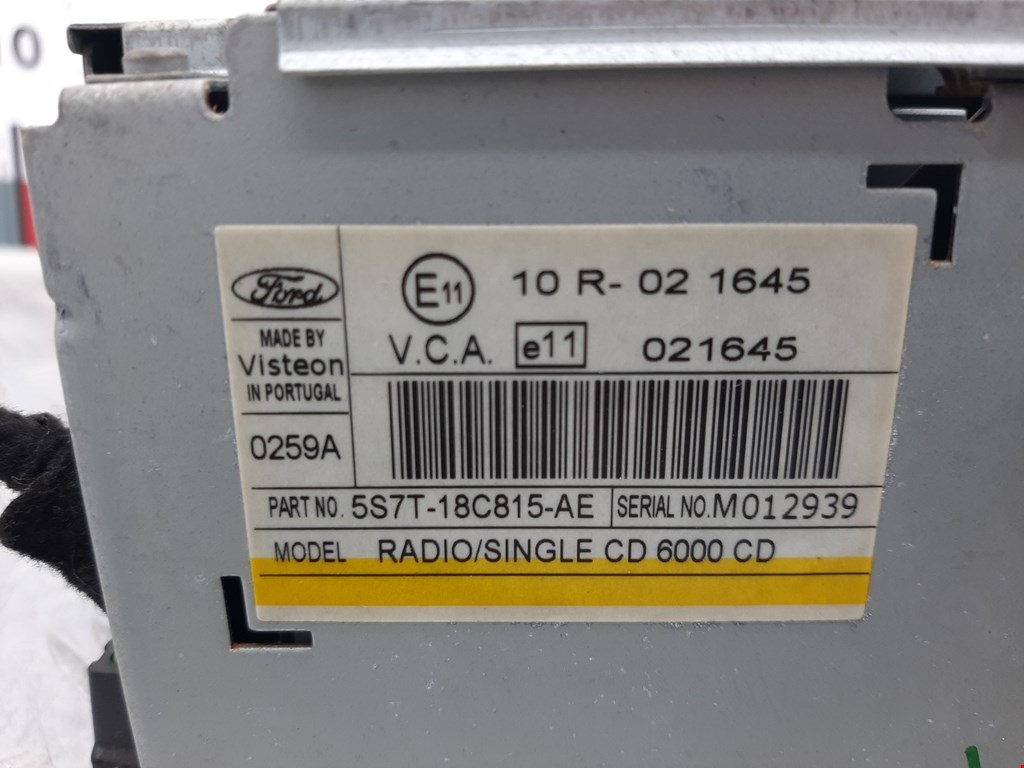 10
Ford
MADE BY
Visteon
IN PORTUGAL
0259A
E11 10 R- 02 1645
V.C.A. e11 021645
PART NO. 5S7T-18C815-AE SERIAL NO. M012939
MODEL RADIO/SINGLE CD 6000 CD